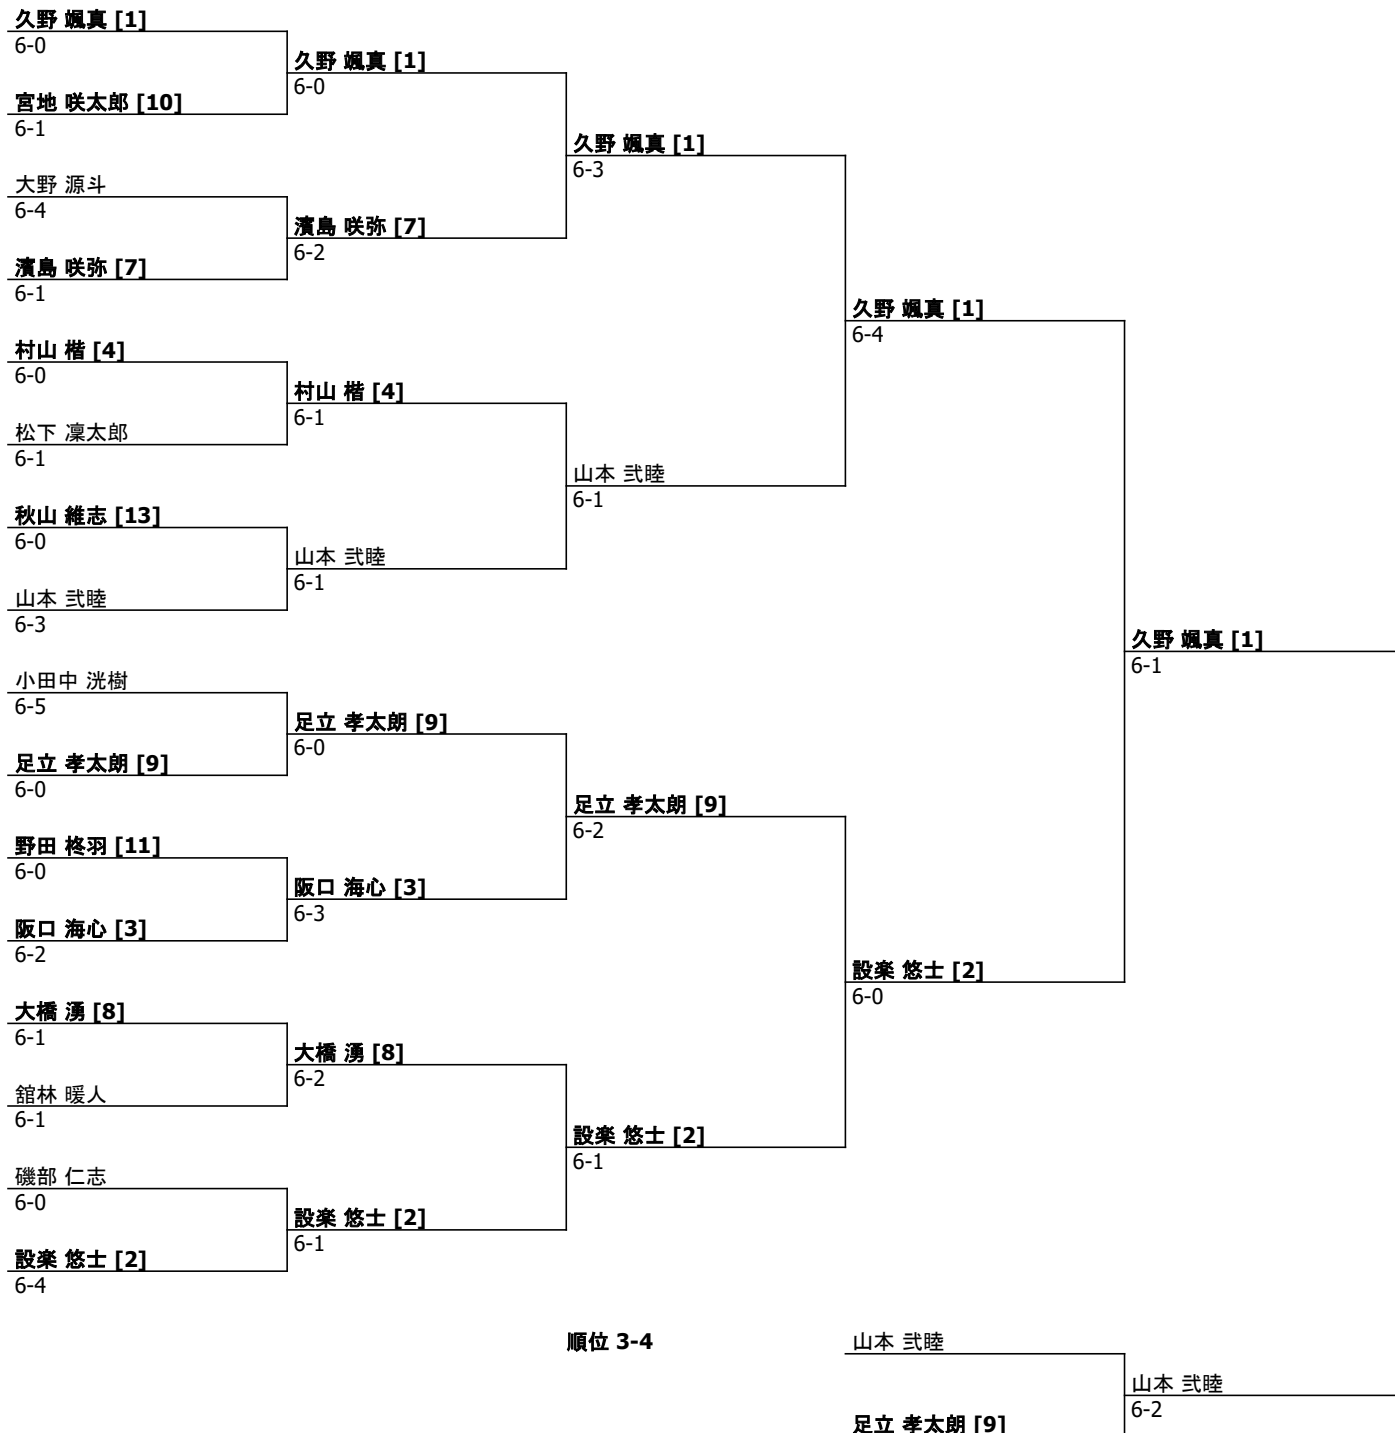 久野 颯真 [1]
6-0
久野 颯真 [1]
6-0
宮地 咲太郎 [10]
6-1
久野 颯真 [1]
6-3
大野 源斗
6-4
濱島 咲弥 [7]
6-2
濱島 咲弥 [7]
6-1
久野 颯真 [1]
6-4
村山 楷 [4]
6-0
村山 楷 [4]
6-1
松下 凜太郎
6-1
山本 弐睦
6-1
秋山 維志 [13]
6-0
山本 弐睦
6-1
山本 弐睦
6-3
久野 颯真 [1]
6-1
小田中 洸樹
6-5
足立 孝太朗 [9]
6-0
足立 孝太朗 [9]
6-0
足立 孝太朗 [9]
6-2
野田 柊羽 [11]
6-0
阪口 海心 [3]
6-3
阪口 海心 [3]
6-2
設楽 悠士 [2]
6-0
大橋 湧 [8]
6-1
大橋 湧 [8]
6-2
舘林 暖人
6-1
設楽 悠士 [2]
6-1
磯部 仁志
6-0
設楽 悠士 [2]
6-1
設楽 悠士 [2]
6-4
順位 3-4
山本 弐睦
山本 弐睦
6-2
足立 孝太朗 [9]